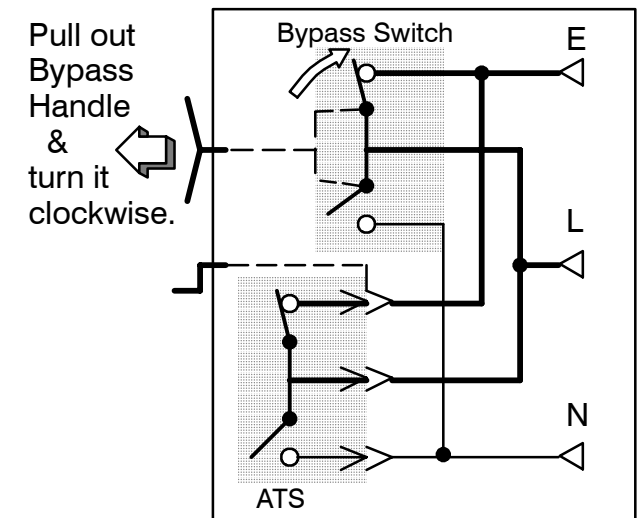 Pull out
Bypass
Handle
&
turn it
clockwise.
Bypass Switch
E
L
N
ATS